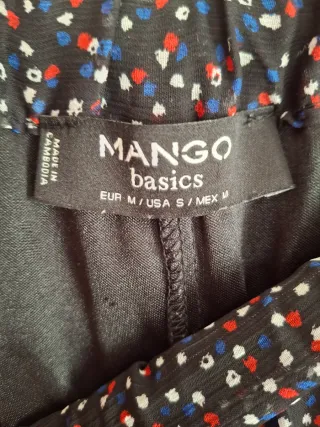 MANGO
basics
EUR M / USA S / MEX M
MADE IN
CAMBODIA